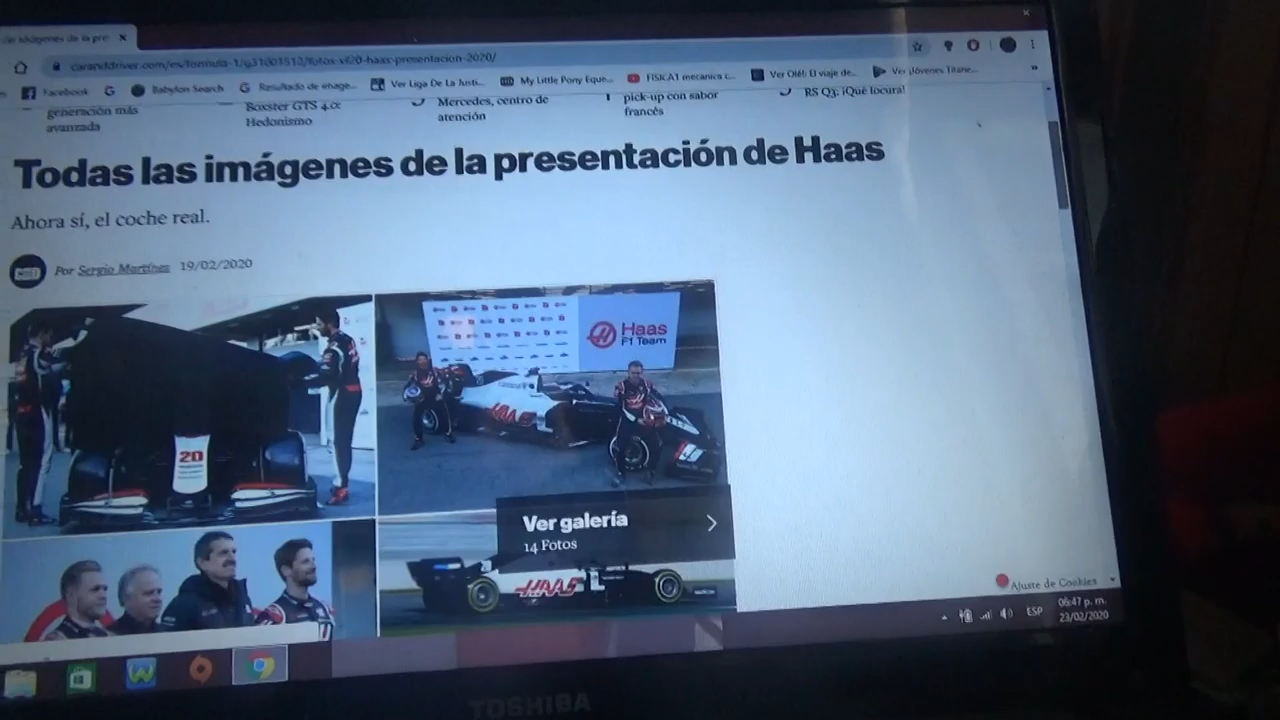 caranddriver.com/es/formula-1/
fotos-vf20-haas-presentacion-2020/
Facebook
G
Babylon Search
Resultado de image...
Ver Liga De La Justi...
My Little Pony Eque...
FISICA1 mecanica c...
Ver Olé!: El viaje de...
Ver Jóvenes Titane...
generación más
avanzada
Boxster GTS 4.0:
Hedonismo
Mercedes, centro de
atención
pick-up con sabor
francés
RS Q3: ¡Qué locura!
Todas las imágenes de la presentación de Haas
Ahora sí, el coche real.
Por Sergio Martínez 19/02/2020
Haas
F1 Team
HAAS
20
Ver galería
14 Fotos
HAAS
Ajuste de Cookies
ESP
06:47 p. m.
23/02/2020
TOSHIBA